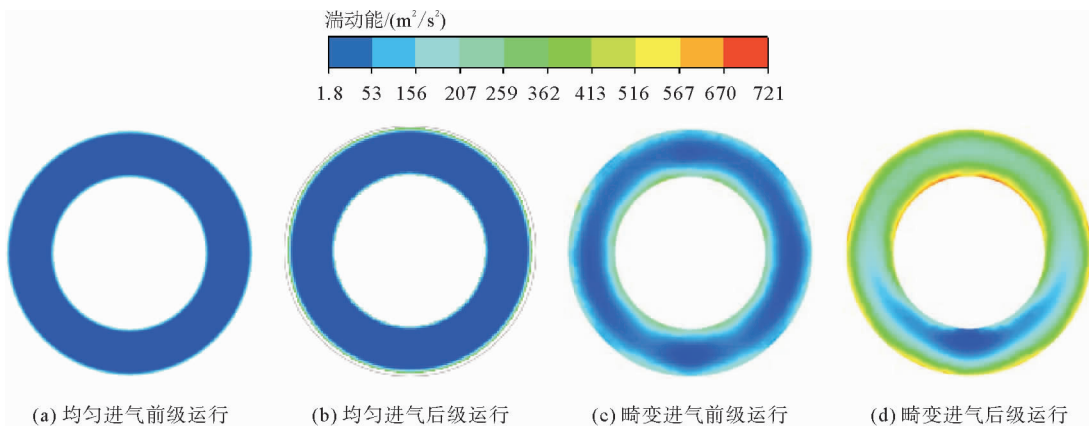 湍动能/(m²/s²)
1.8 53 156 207 259 362 413 516 567 670 721
(a) 均匀进气前级运行 (b) 均匀进气后级运行 (c) 畸变进气前级运行 (d) 畸变进气后级运行